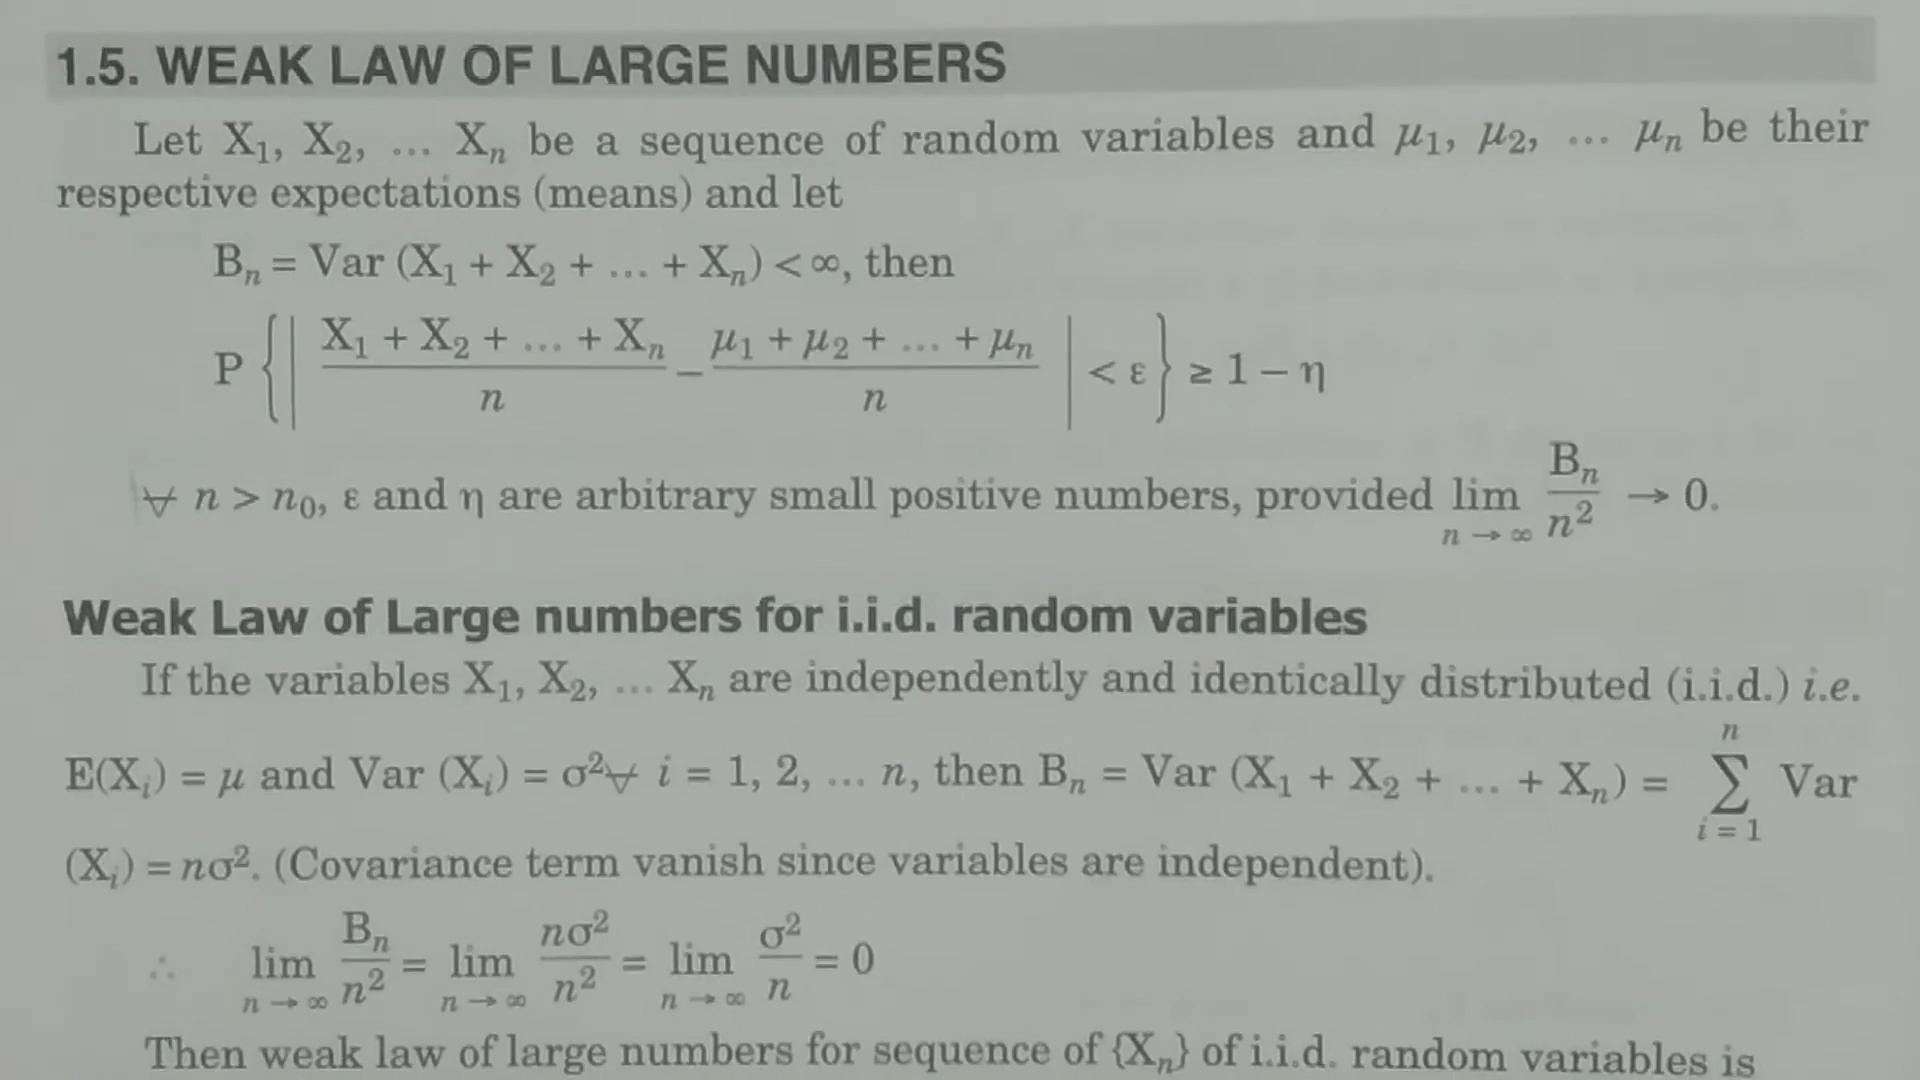 1.5. WEAK LAW OF LARGE NUMBERS
Let X₁, X₂, ... Xₙ be a sequence of random variables and μ₁, μ₂, ... μₙ be their
respective expectations (means) and let
Bₙ = Var (X₁ + X₂ + ... + Xₙ) < ∞, then
P { | (X₁ + X₂ + ... + Xₙ)/n − (μ₁ + μ₂ + ... + μₙ)/n | < ε } ≥ 1 − η
∀ n > n₀, ε and η are arbitrary small positive numbers, provided lim n → ∞ Bₙ/n² → 0.
Weak Law of Large numbers for i.i.d. random variables
If the variables X₁, X₂, ... Xₙ are independently and identically distributed (i.i.d.) i.e.
E(Xᵢ) = μ and Var (Xᵢ) = σ² ∀ i = 1, 2, ... n, then Bₙ = Var (X₁ + X₂ + ... + Xₙ) = n Σ i = 1 Var
(Xᵢ) = nσ². (Covariance term vanish since variables are independent).
∴ lim n → ∞ Bₙ/n² = lim n → ∞ nσ²/n² = lim n → ∞ σ²/n = 0
Then weak law of large numbers for sequence of {Xₙ} of i.i.d. random variables is